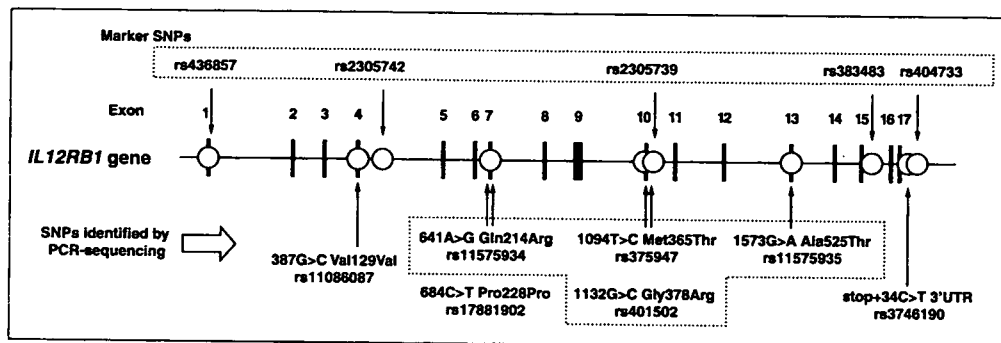 Marker SNPs
rs436857 rs2305742 rs2305739 rs383483 rs404733
Exon 1 2 3 4 5 6 7 8 9 10 11 12 13 14 15 16 17
IL12RB1 gene
SNPs identified by
PCR-sequencing
387G>C Val129Val
rs11086087
641A>G Gln214Arg
rs11575934
684C>T Pro228Pro
rs17881902
1094T>C Met365Thr
rs375947
1132G>C Gly378Arg
rs401502
1573G>A Ala525Thr
rs11575935
stop+34C>T 3'UTR
rs3746190